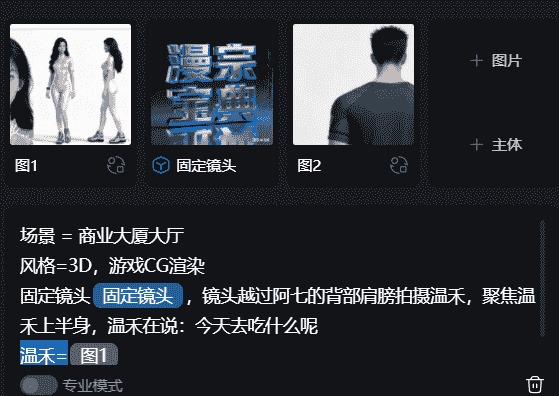 漫宗
宝典
+ 图片
+ 主体
图1
固定镜头
图2
场景 = 商业大厦大厅
风格=3D，游戏CG渲染
固定镜头 固定镜头 ，镜头越过阿七的背部肩膀拍摄温禾，聚焦温
禾上半身，温禾在说：今天去吃什么呢
温禾= 图1
专业模式